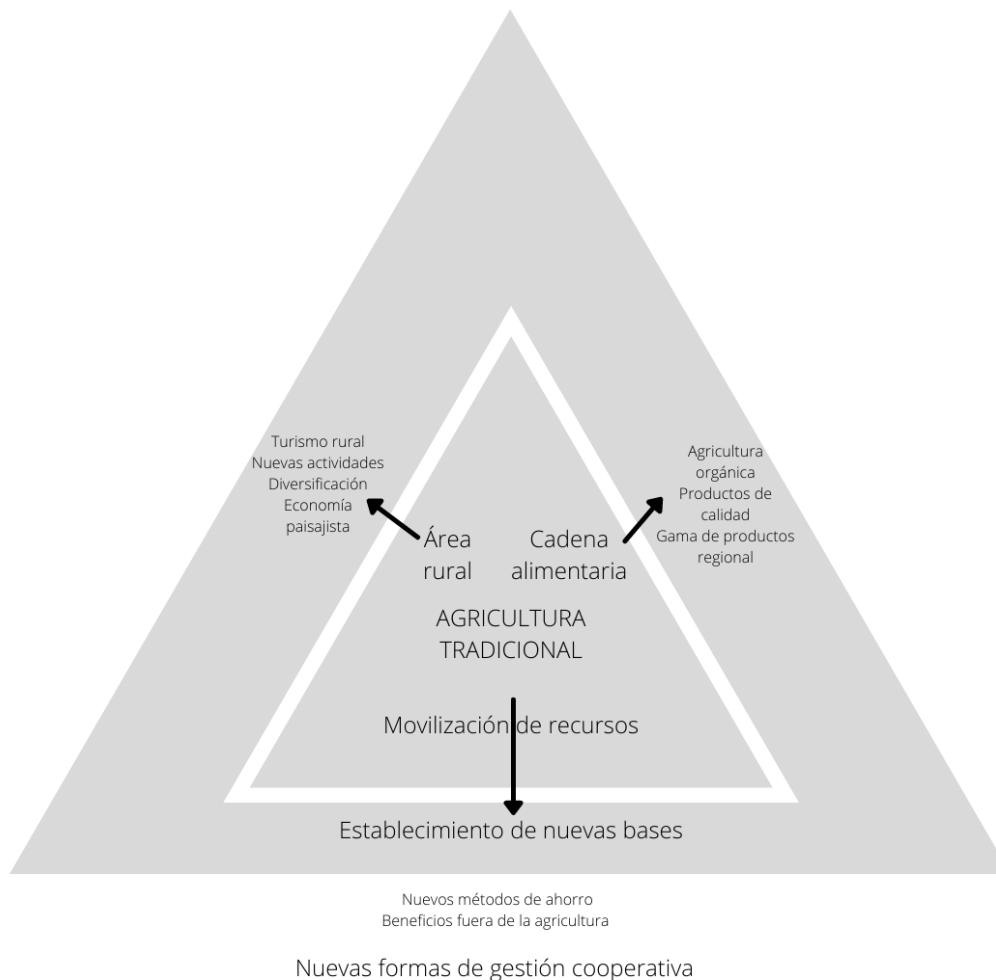 Turismo rural
Nuevas actividades
Diversificación
Economía
paisajista
Agricultura
orgánica
Productos de
calidad
Gama de productos
regional
Área
rural
Cadena
alimentaria
AGRICULTURA
TRADICIONAL
Movilización de recursos
Establecimiento de nuevas bases
Nuevos métodos de ahorro
Beneficios fuera de la agricultura
Nuevas formas de gestión cooperativa